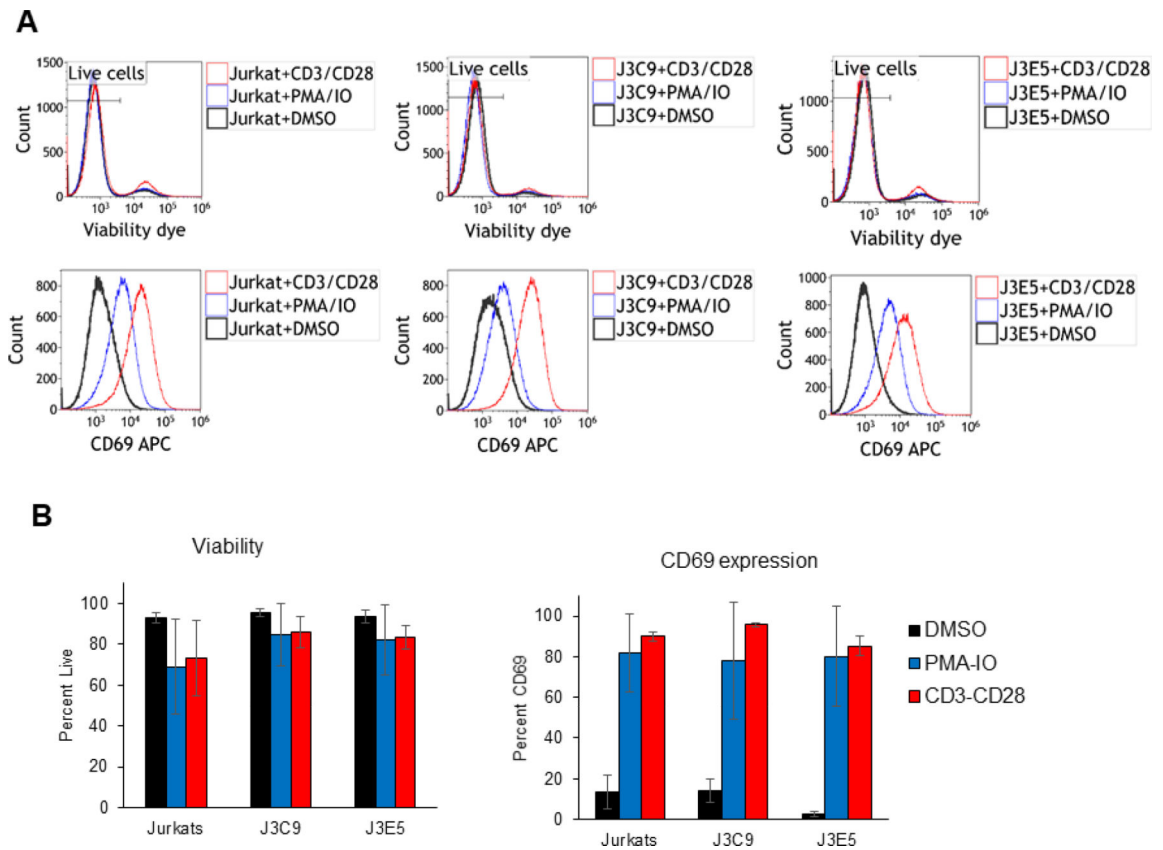 A
1500
1000
500
0
Count
Live cells
10³ 10⁴ 10⁵ 10⁶
Viability dye
Jurkat+CD3/CD28
Jurkat+PMA/IO
Jurkat+DMSO
1500
1000
500
0
Count
Live cells
10³ 10⁴ 10⁵ 10⁶
Viability dye
J3C9+CD3/CD28
J3C9+PMA/IO
J3C9+DMSO
1000
500
0
Count
Live cells
10³ 10⁴ 10⁵ 10⁶
Viability dye
J3E5+CD3/CD28
J3E5+PMA/IO
J3E5+DMSO
800
600
400
200
0
Count
10³ 10⁴ 10⁵ 10⁶
CD69 APC
Jurkat+CD3/CD28
Jurkat+PMA/IO
Jurkat+DMSO
800
600
400
200
0
Count
10³ 10⁴ 10⁵ 10⁶
CD69 APC
J3C9+CD3/CD28
J3C9+PMA/IO
J3C9+DMSO
1000
800
600
400
200
0
Count
10³ 10⁴ 10⁵ 10⁶
CD69 APC
J3E5+CD3/CD28
J3E5+PMA/IO
J3E5+DMSO
B
Viability
100
80
60
40
20
0
Percent Live
Jurkats J3C9 J3E5
CD69 expression
100
80
60
40
20
0
Percent CD69
Jurkats J3C9 J3E5
DMSO
PMA-IO
CD3-CD28